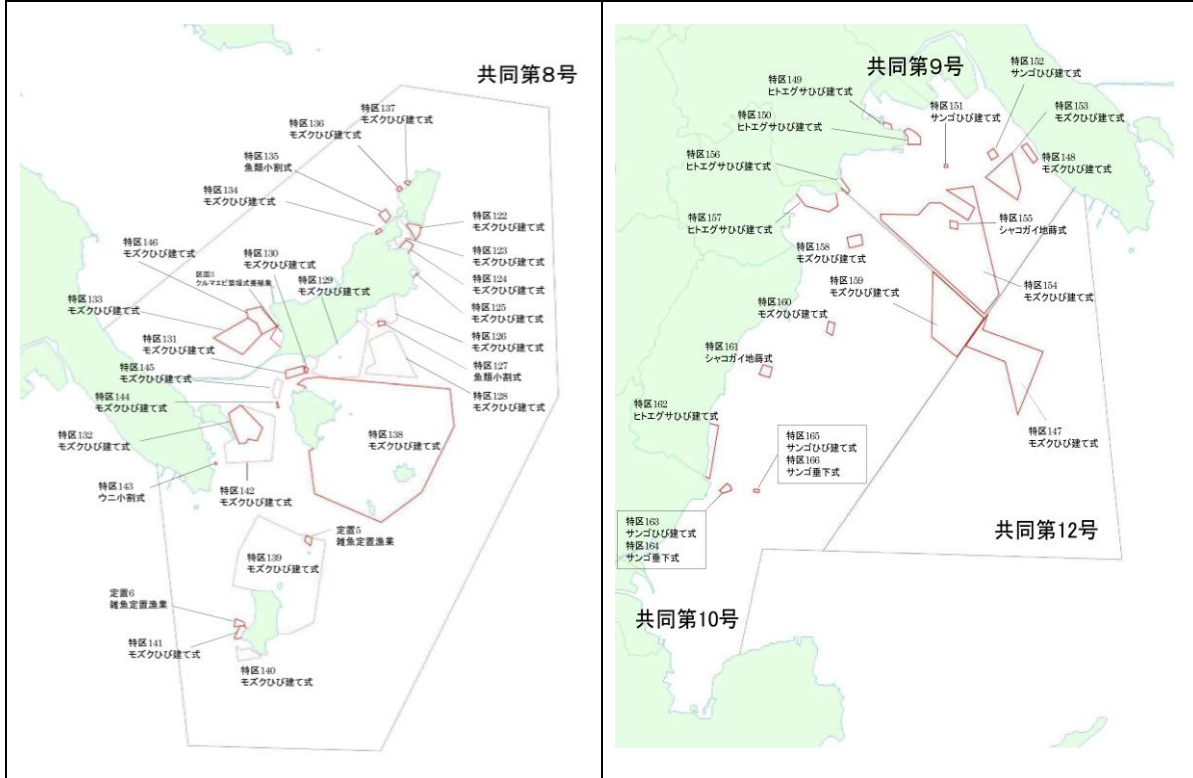 共同第8号
特区137
モズクひび建て式
特区136
モズクひび建て式
特区135
魚類小割式
特区134
モズクひび建て式
特区122
モズクひび建て式
特区146
モズクひび建て式
特区130
モズクひび建て式
特区123
モズクひび建て式
区画3
クルマエビ築堤式養殖業
特区129
モズクひび建て式
特区124
モズクひび建て式
特区133
モズクひび建て式
特区125
モズクひび建て式
特区131
モズクひび建て式
特区126
モズクひび建て式
特区145
モズクひび建て式
特区127
魚類小割式
特区144
モズクひび建て式
特区128
モズクひび建て式
特区132
モズクひび建て式
特区138
モズクひび建て式
特区143
ウニ小割式
特区142
モズクひび建て式
定置5
雑魚定置漁業
特区139
モズクひび建て式
定置6
雑魚定置漁業
特区141
モズクひび建て式
特区140
モズクひび建て式
共同第9号
特区152
サンゴひび建て式
特区149
ヒトエグサひび建て式
特区151
サンゴひび建て式
特区153
モズクひび建て式
特区150
ヒトエグサひび建て式
特区156
ヒトエグサひび建て式
特区148
モズクひび建て式
特区157
ヒトエグサひび建て式
特区155
シャコガイ地蒔式
特区158
モズクひび建て式
特区159
モズクひび建て式
特区154
モズクひび建て式
特区160
モズクひび建て式
特区161
シャコガイ地蒔式
特区162
ヒトエグサひび建て式
特区147
モズクひび建て式
特区165
サンゴひび建て式
特区166
サンゴ垂下式
特区163
サンゴひび建て式
特区164
サンゴ垂下式
共同第12号
共同第10号